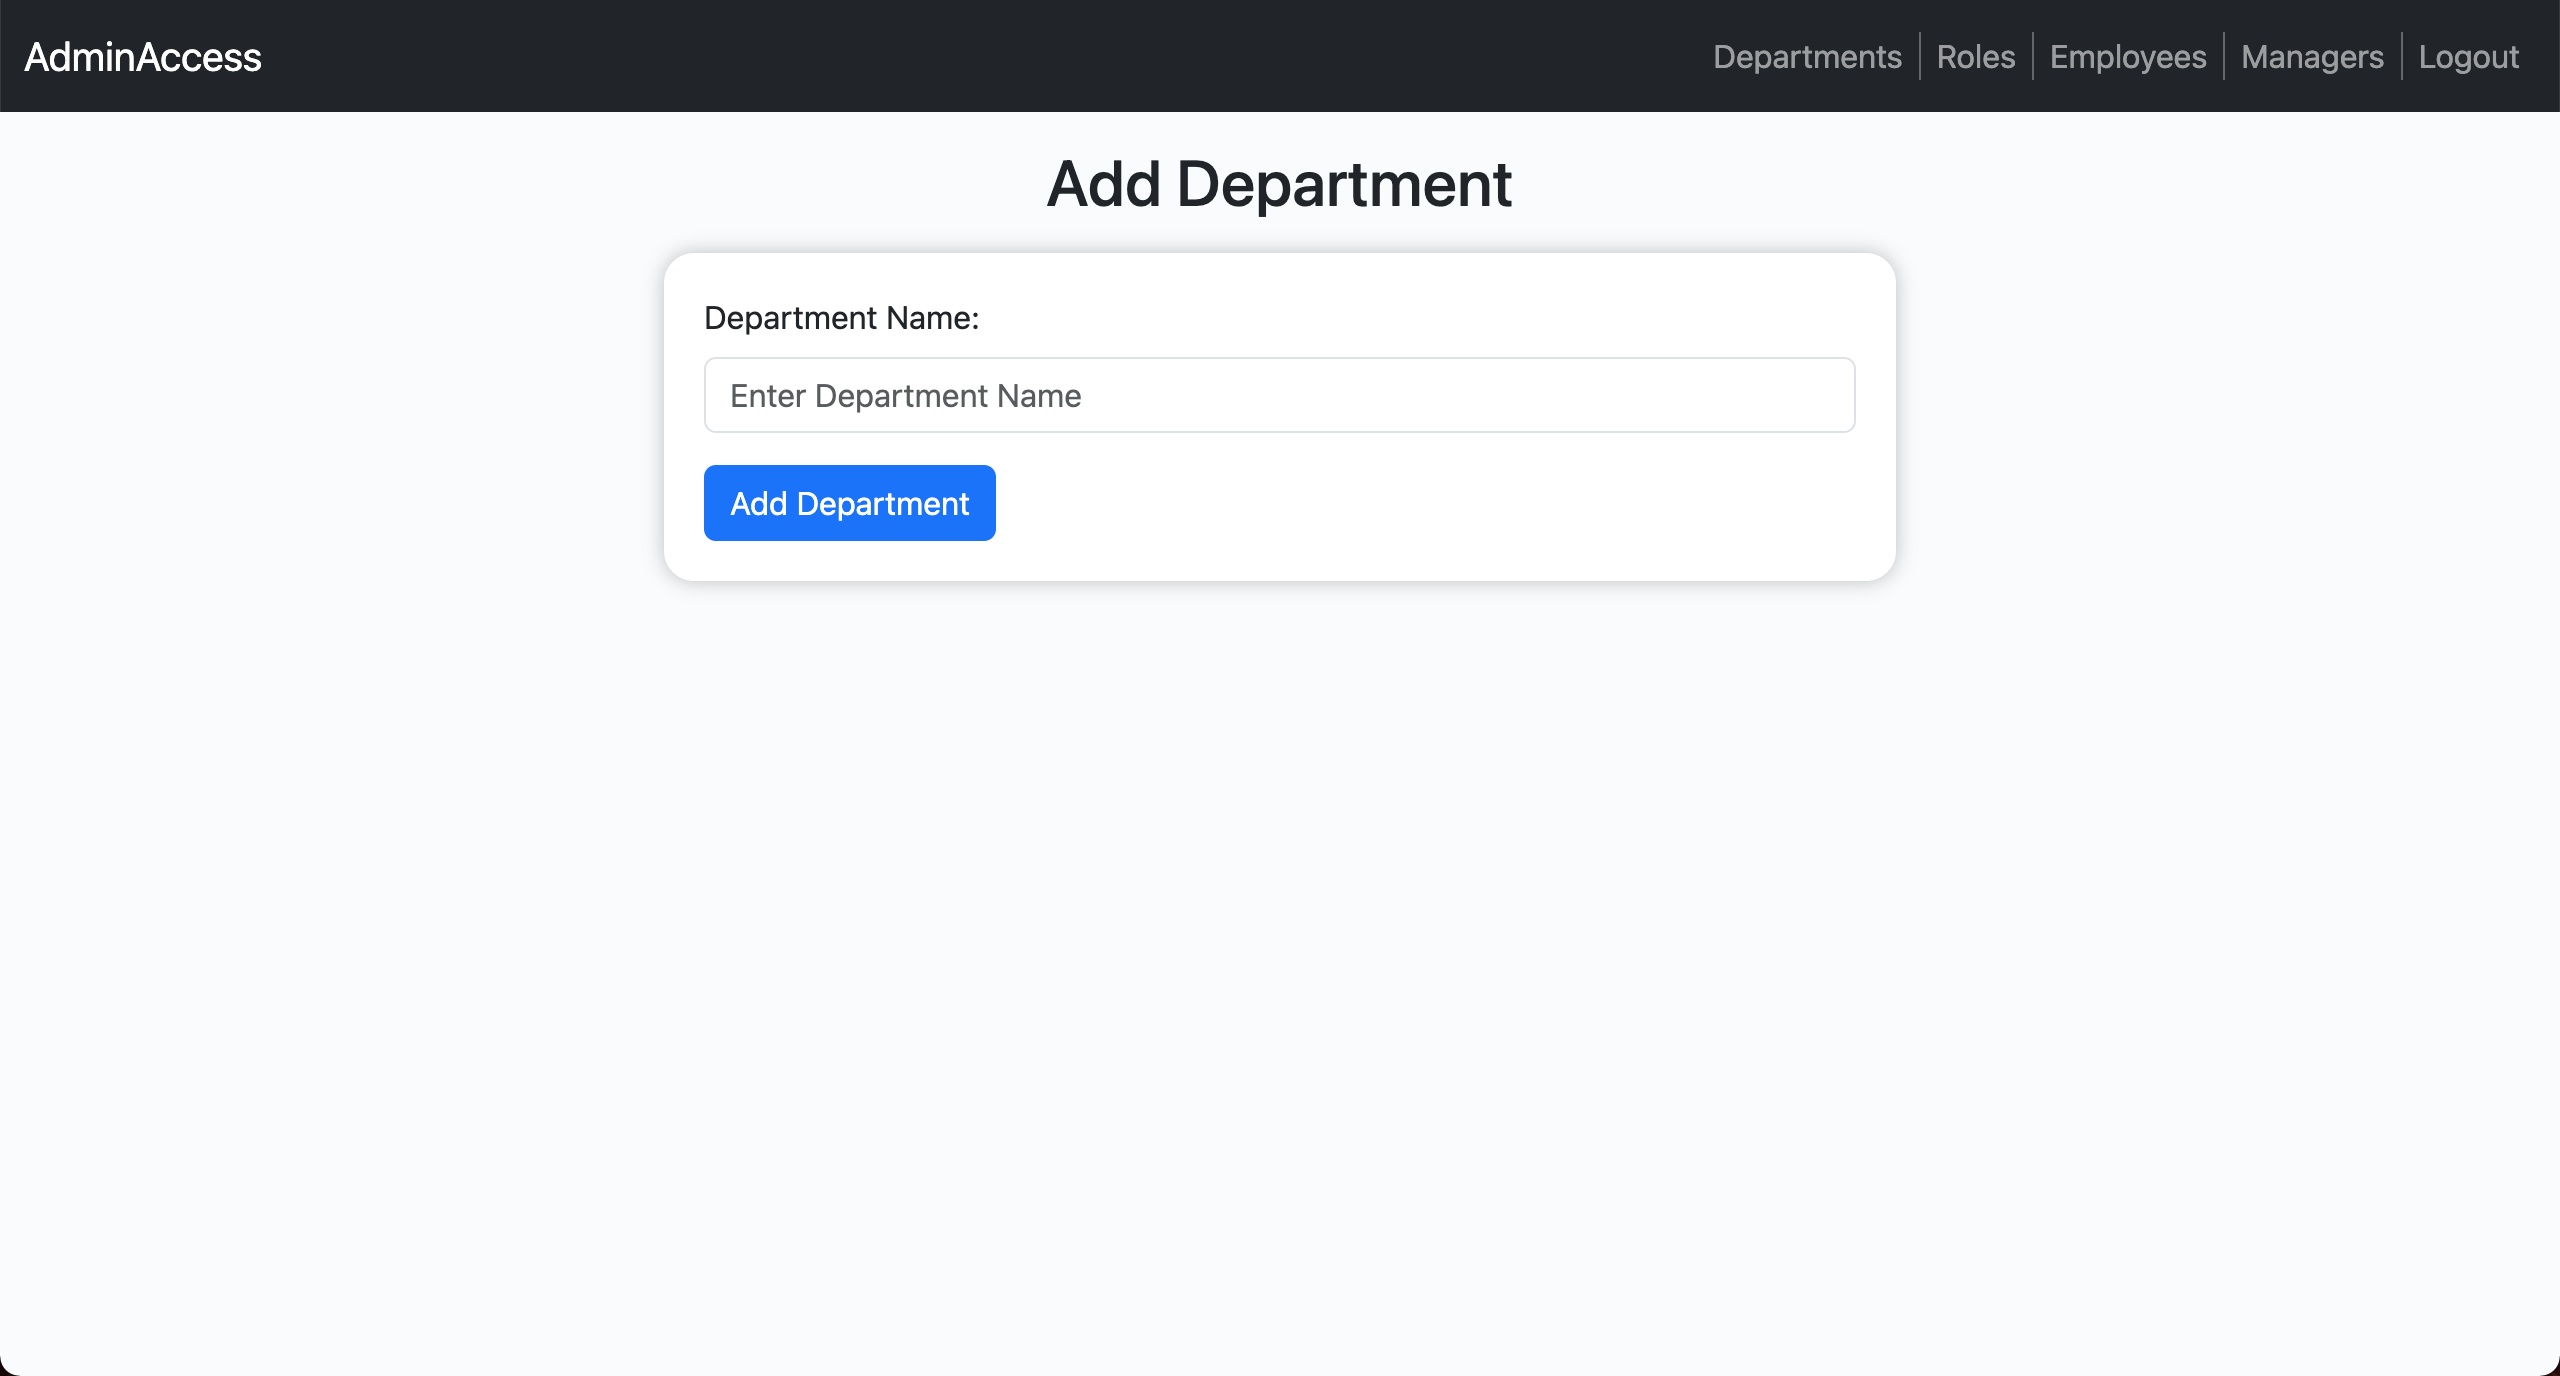 AdminAccess
Departments Roles Employees Managers Logout
Add Department
Department Name:
Enter Department Name
Add Department